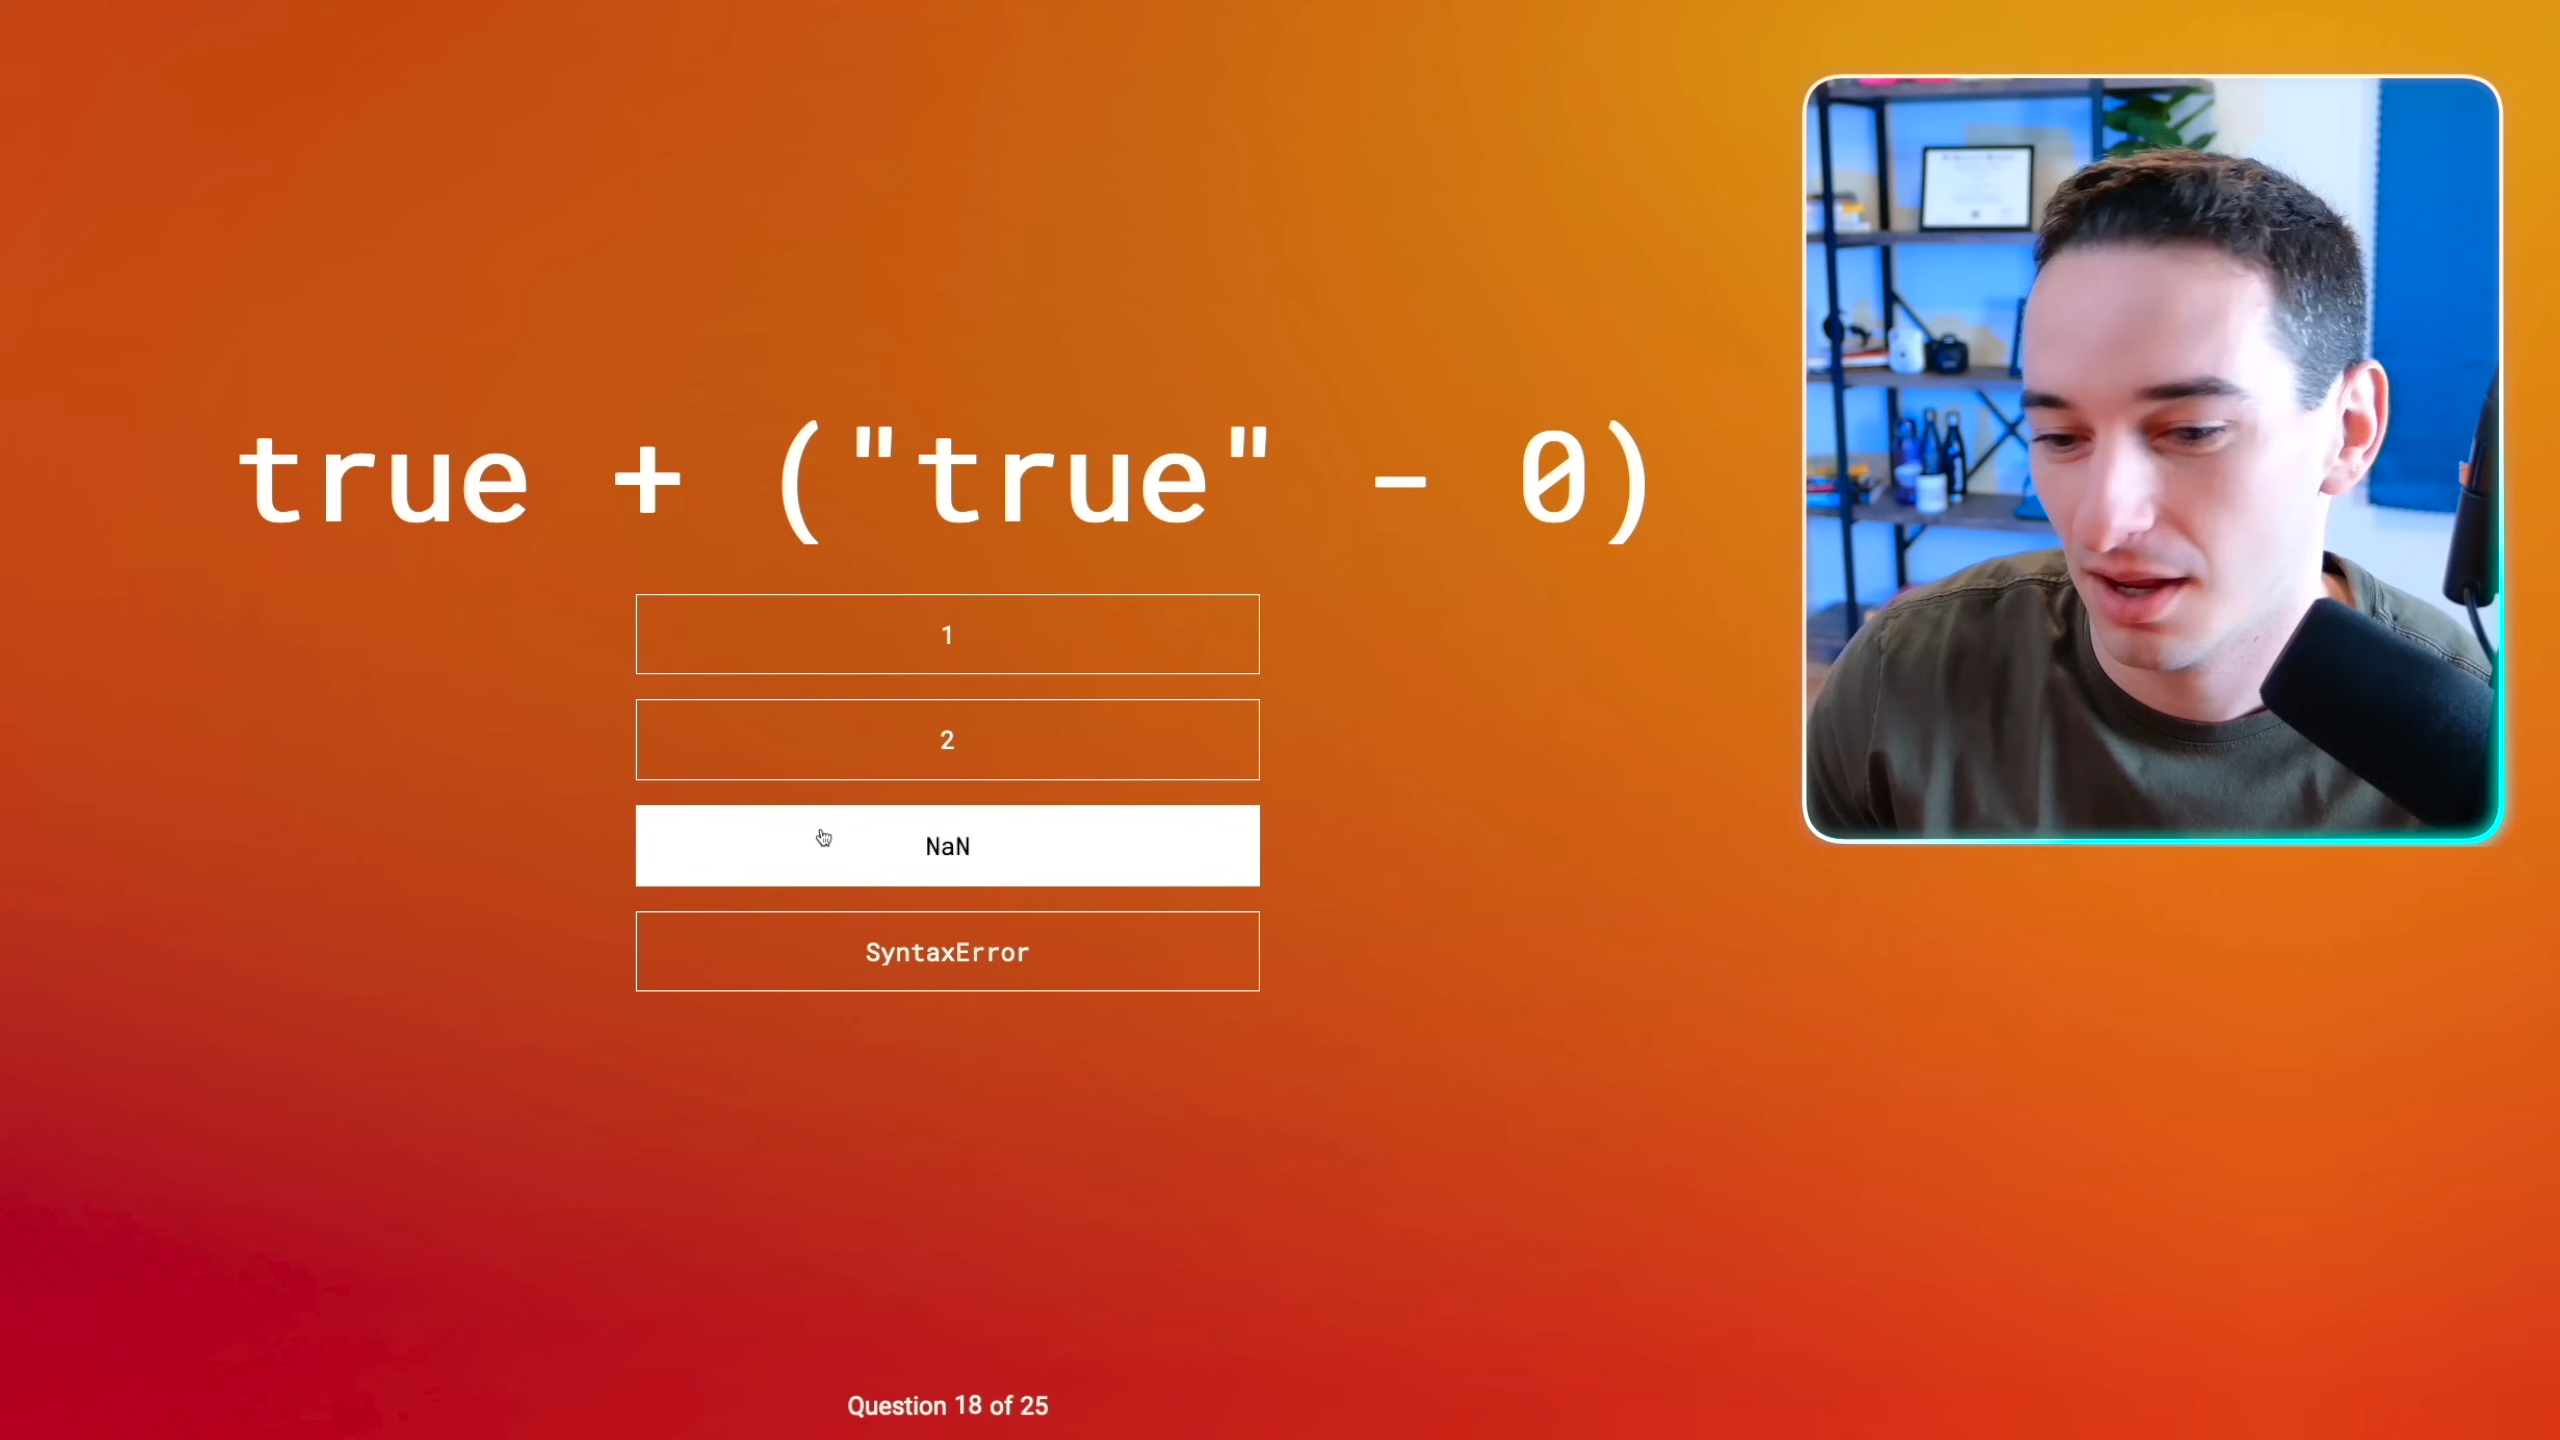 true + ("true" - 0)
1
2
NaN
SyntaxError
Question 18 of 25